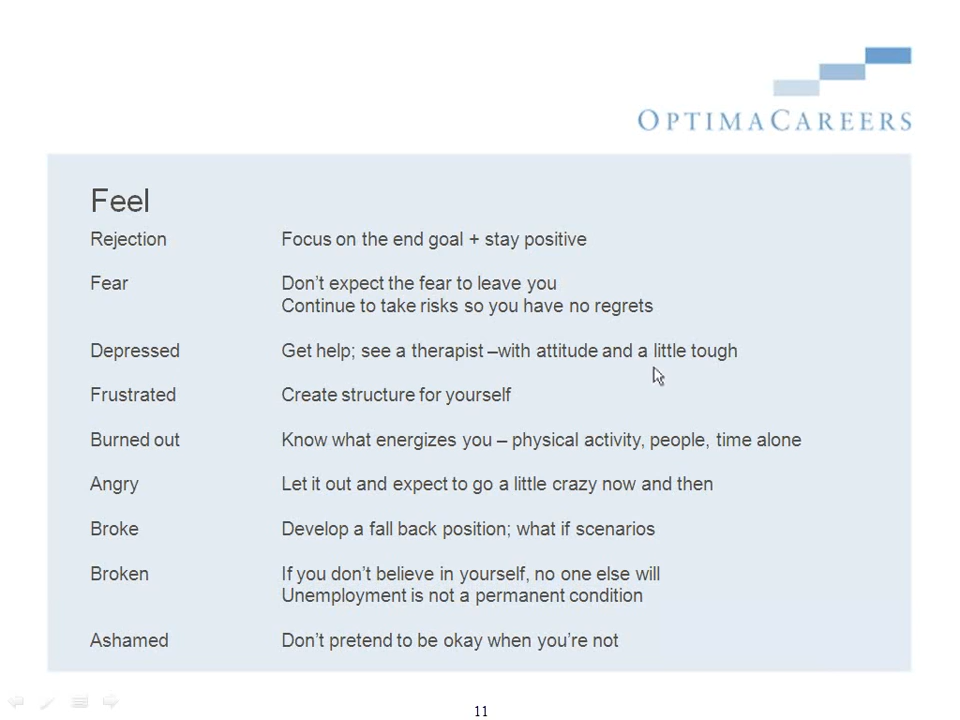 OPTIMACAREERS
Feel
Rejection Focus on the end goal + stay positive
Fear Don’t expect the fear to leave you
Continue to take risks so you have no regrets
Depressed Get help; see a therapist –with attitude and a little tough
Frustrated Create structure for yourself
Burned out Know what energizes you – physical activity, people, time alone
Angry Let it out and expect to go a little crazy now and then
Broke Develop a fall back position; what if scenarios
Broken If you don’t believe in yourself, no one else will
Unemployment is not a permanent condition
Ashamed Don’t pretend to be okay when you’re not
11